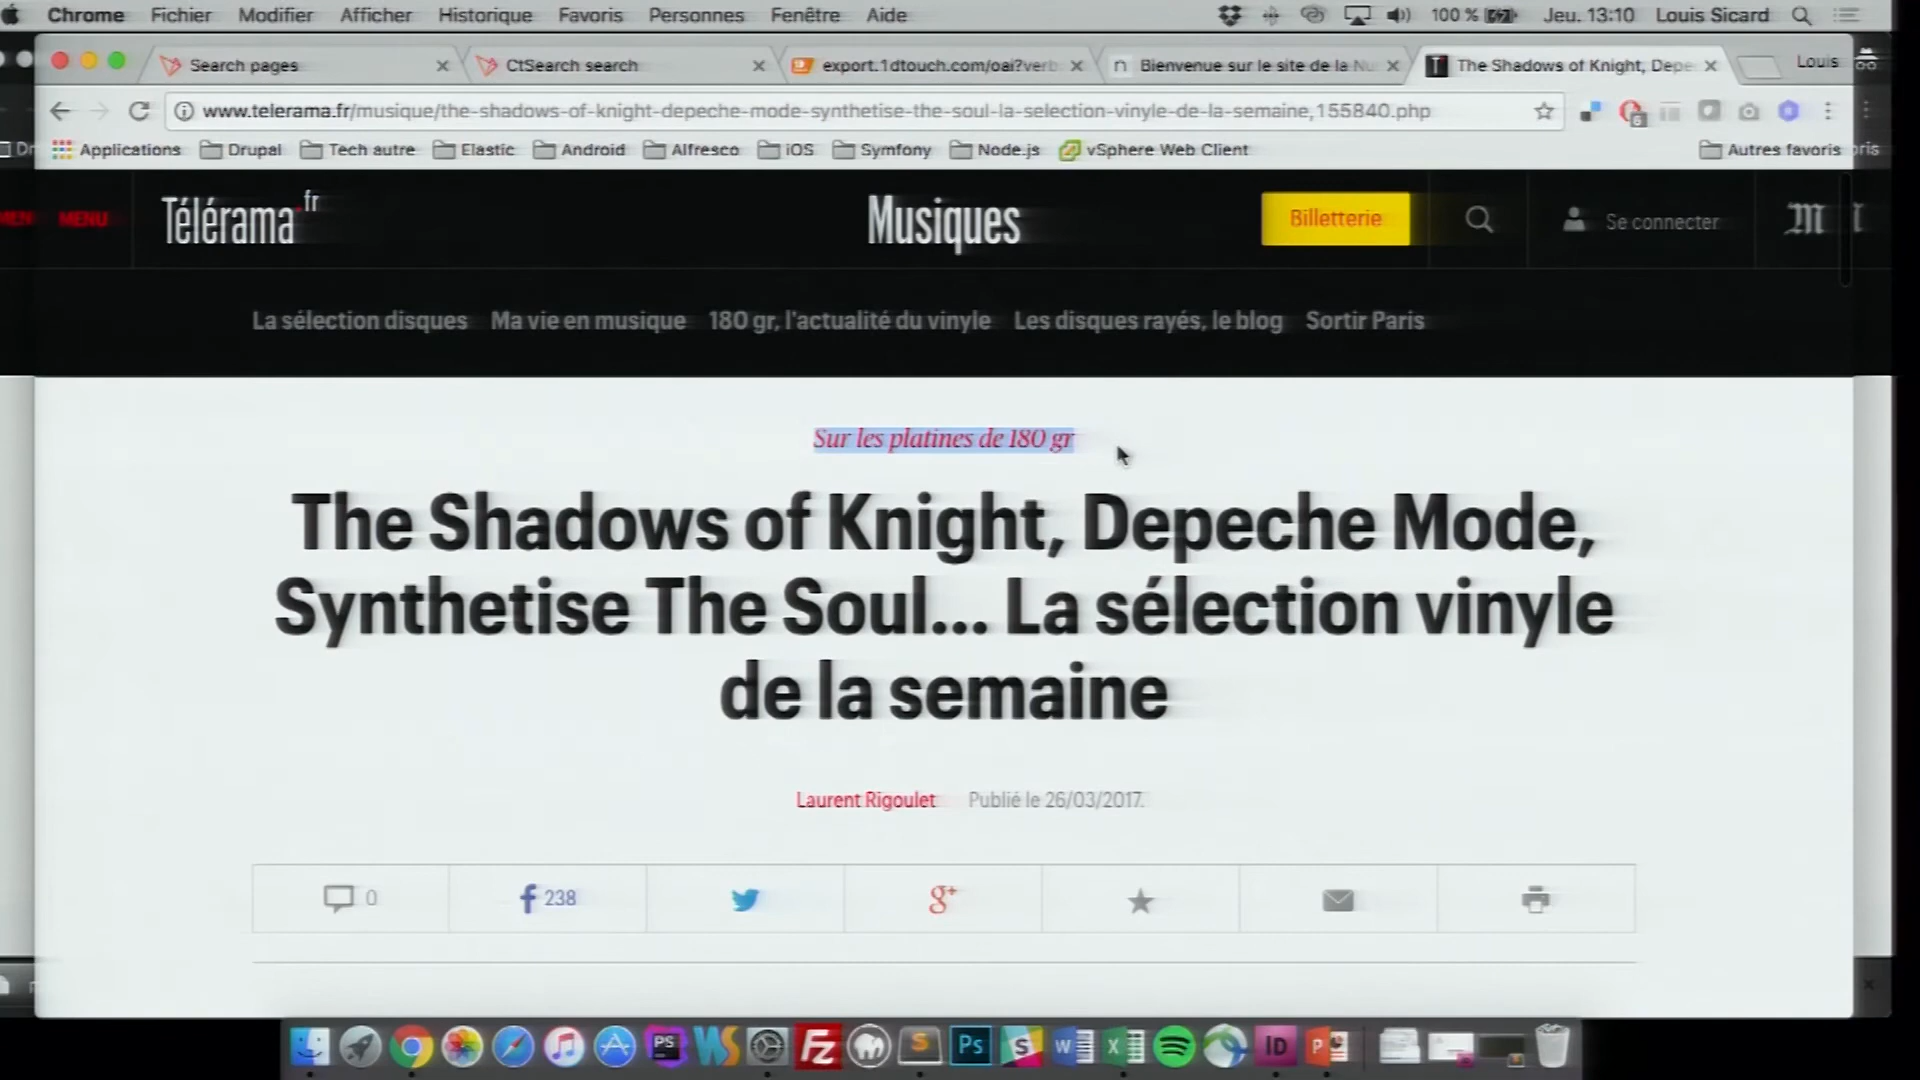 Chrome Fichier Modifier Afficher Historique Favoris Personnes Fenêtre Aide 100 % Jeu. 13:10 Louis Sicard
Search pages CtSearch search export.1dtouch.com/oai?verb Bienvenue sur le site de la Nu The Shadows of Knight, Depe Louis
www.telerama.fr/musique/the-shadows-of-knight-depeche-mode-synthetise-the-soul-la-selection-vinyle-de-la-semaine,155840.php
Applications Drupal Tech autre Elastic Android Alfresco iOS Symfony Node.js vSphere Web Client Autres favoris
MENU Télérama.fr Musiques Billetterie Se connecter M
La sélection disques Ma vie en musique 180 gr, l'actualité du vinyle Les disques rayés, le blog Sortir Paris
Sur les platines de 180 gr
The Shadows of Knight, Depeche Mode,
Synthetise The Soul... La sélection vinyle
de la semaine
Laurent Rigoulet Publié le 26/03/2017.
0 f 238 g+
PS WS Fz S Ps S W X ID P